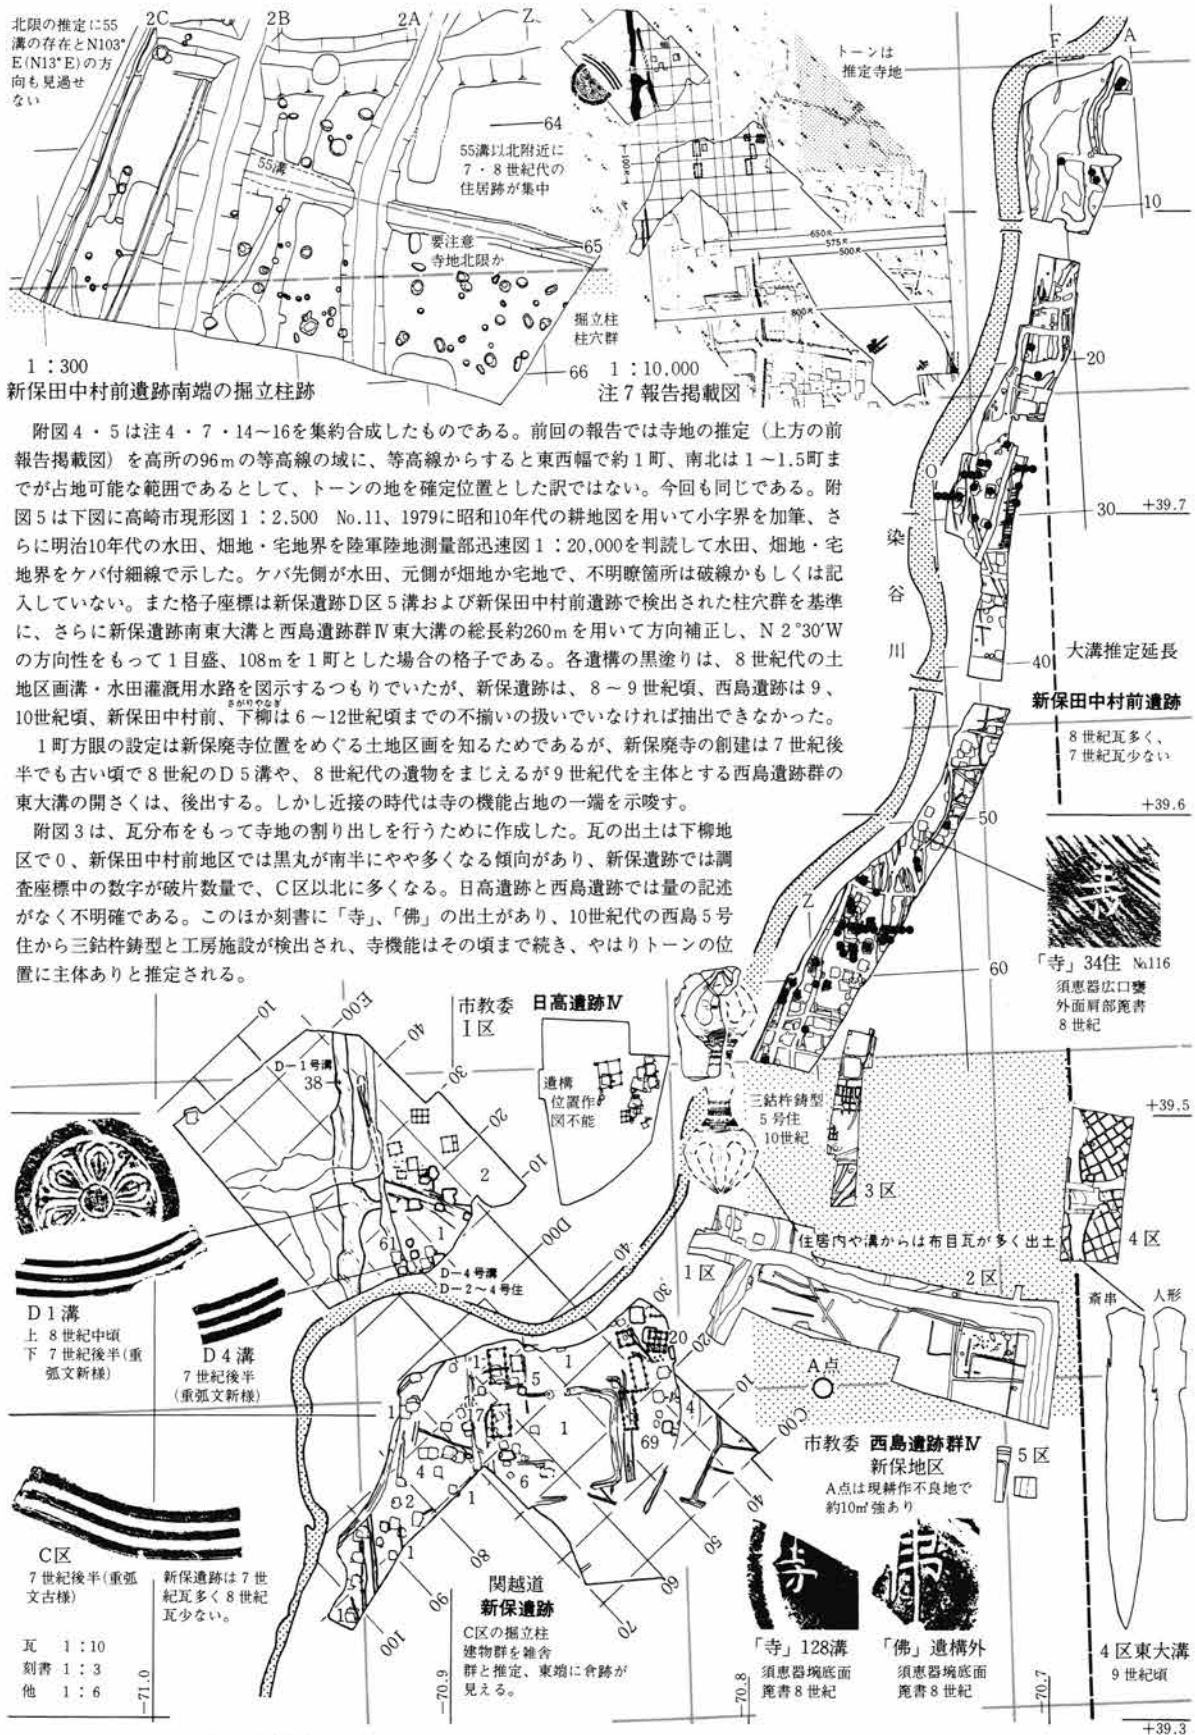 北限の推定に55
溝の存在とN103°
E(N13°E)の方
向も見過せ
ない
2C
2B
2A
Z
64
55溝
55溝以北附近に
7・8世紀代の
住居跡が集中
65
要注意
寺地北限か
掘立柱
柱穴群
66
1：300
新保田中村前遺跡南端の掘立柱跡
トーンは
推定寺地
100R
650R
575R
500R
800R
1：10.000
注7報告掲載図
F
A
10
20
30
+39.7
O
染
谷
川
40
大溝推定延長
新保田中村前遺跡
8世紀瓦多く、
7世紀瓦少ない
+39.6
50
Z
60
「寺」34住 №116
須恵器広口甕
外面肩部篦書
8世紀
附図4・5は注4・7・14〜16を集約合成したものである。前回の報告では寺地の推定（上方の前
報告掲載図）を高所の96mの等高線の域に、等高線からすると東西幅で約1町、南北は1〜1.5町ま
でが占地可能な範囲であるとして、トーンの地を確定位置とした訳ではない。今回も同じである。附
図5は下図に高崎市現形図1：2.500 No.11、1979に昭和10年代の耕地図を用いて小字界を加筆、さ
らに明治10年代の水田、畑地・宅地界を陸軍陸地測量部迅速図1：20,000を判読して水田、畑地・宅
地界をケバ付細線で示した。ケバ先側が水田、元側が畑地か宅地で、不明瞭箇所は破線かもしくは記
入していない。また格子座標は新保遺跡D区5溝および新保田中村前遺跡で検出された柱穴群を基準
に、さらに新保遺跡南東大溝と西島遺跡群Ⅳ東大溝の総長約260mを用いて方向補正し、N2°30′W
の方向性をもって1目盛、108mを1町とした場合の格子である。各遺構の黒塗りは、8世紀代の土
地区画溝・水田灌漑用水路を図示するつもりでいたが、新保遺跡は、8〜9世紀頃、西島遺跡は9、
さがりやなぎ
10世紀頃、新保田中村前、下柳は6〜12世紀頃までの不揃いの扱いでいなければ抽出できなかった。
1町方眼の設定は新保廃寺位置をめぐる土地区画を知るためであるが、新保廃寺の創建は7世紀後
半でも古い頃で8世紀のD5溝や、8世紀代の遺物をまじえるが9世紀代を主体とする西島遺跡群の
東大溝の開さくは、後出する。しかし近接の時代は寺の機能占地の一端を示唆す。
附図3は、瓦分布をもって寺地の割り出しを行うために作成した。瓦の出土は下柳地
区で0、新保田中村前地区では黒丸が南半にやや多くなる傾向があり、新保遺跡では調
査座標中の数字が破片数量で、C区以北に多くなる。日高遺跡と西島遺跡では量の記述
がなく不明確である。このほか刻書に「寺」、「佛」の出土があり、10世紀代の西島5号
住から三鈷杵鋳型と工房施設が検出され、寺機能はその頃まで続き、やはりトーンの位
置に主体ありと推定される。
10
E00
40
30
20
10
市教委 日高遺跡Ⅳ
Ⅰ区
D－1号溝
38
2
1
61
D－4号溝
D－2〜4号住
D00
40
30
20
10
C00
遺構
位置作
図不能
三鈷杵鋳型
5号住
10世紀
3区
+39.5
4区
住居内や溝からは布目瓦が多く出土
1区
2区
斎串
人形
A点
D1溝
上 8世紀中頃
下 7世紀後半(重
弧文新様)
D4溝
7世紀後半
(重弧文新様)
1
5
1
20
1
17
1
4
69
4
6
2
1
1
10
80
90
100
40
50
60
70
市教委 西島遺跡群Ⅳ
新保地区
A点は現耕作不良地で
約10㎡強あり
5区
C区
7世紀後半(重弧
文古様)
新保遺跡は7世
紀瓦多く8世紀
瓦少ない。
関越道
新保遺跡
C区の掘立柱
建物群を雑舎
群と推定、東端に倉跡が
見える。
「寺」128溝
須恵器埦底面
篦書8世紀
「佛」遺構外
須恵器埦底面
篦書8世紀
4区東大溝
9世紀頃
瓦 1：10
刻書 1：3
他 1：6
-71.0
-70.9
-70.8
-70.7
+39.3